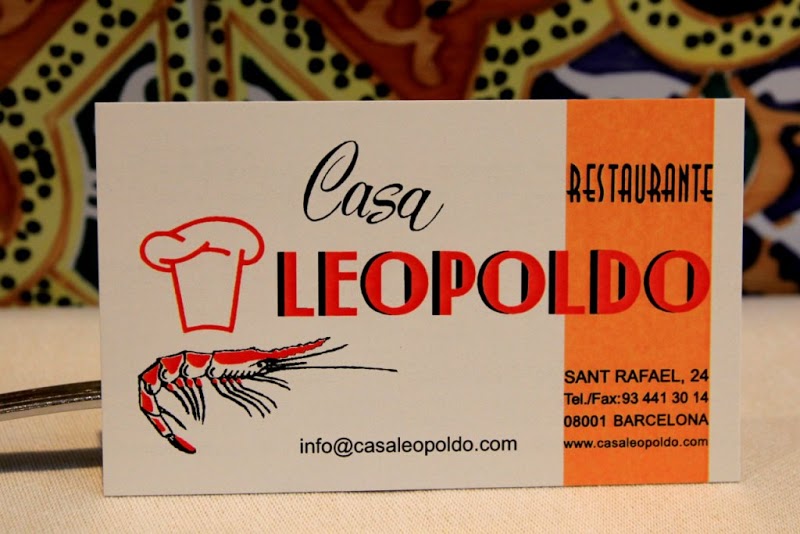 Casa
RESTAURANTE
LEOPOLDO
SANT RAFAEL, 24
Tel./Fax: 93 441 30 14
08001 BARCELONA
www.casaleopoldo.com
info@casaleopoldo.com